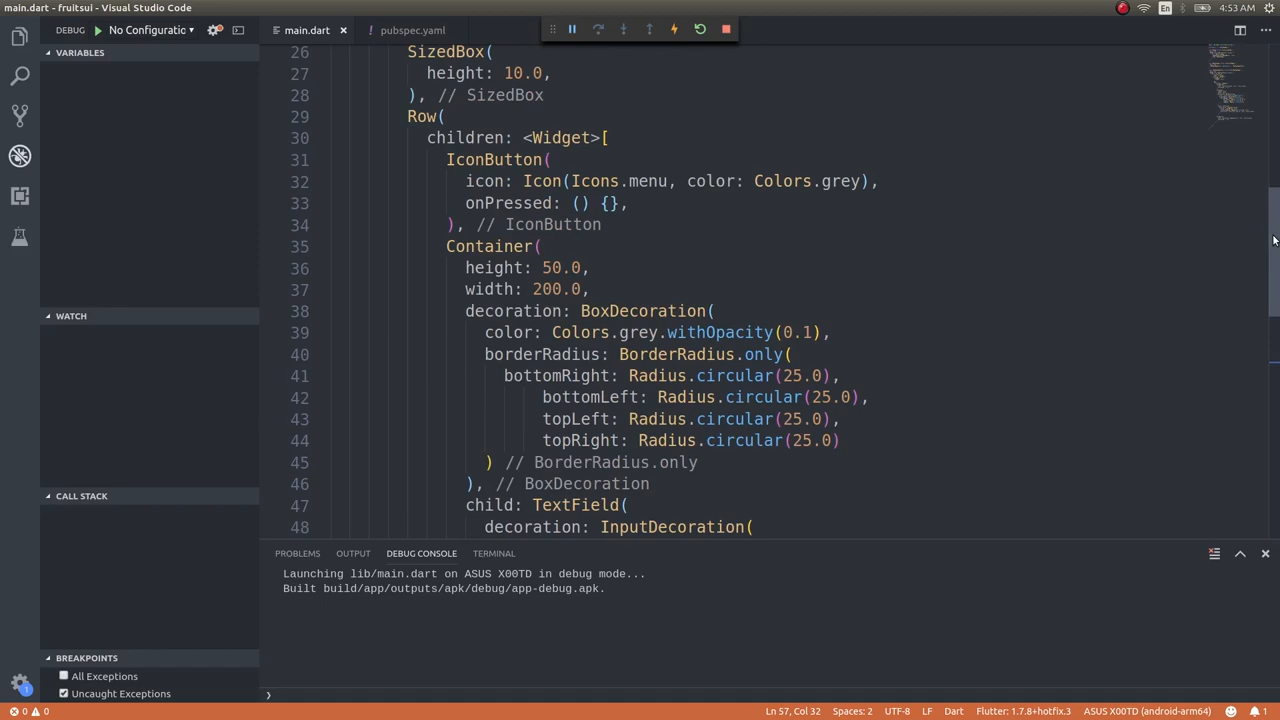 main.dart - fruitsui - Visual Studio Code
En
4:53 AM
DEBUG
No Configuratio
main.dart
! pubspec.yaml
VARIABLES
WATCH
CALL STACK
BREAKPOINTS
All Exceptions
Uncaught Exceptions
26 SizedBox(
27 height: 10.0,
28 ), // SizedBox
29 Row(
30 children: <Widget>[
31 IconButton(
32 icon: Icon(Icons.menu, color: Colors.grey),
33 onPressed: () {},
34 ), // IconButton
35 Container(
36 height: 50.0,
37 width: 200.0,
38 decoration: BoxDecoration(
39 color: Colors.grey.withOpacity(0.1),
40 borderRadius: BorderRadius.only(
41 bottomRight: Radius.circular(25.0),
42 bottomLeft: Radius.circular(25.0),
43 topLeft: Radius.circular(25.0),
44 topRight: Radius.circular(25.0)
45 ) // BorderRadius.only
46 ), // BoxDecoration
47 child: TextField(
48 decoration: InputDecoration(
PROBLEMS OUTPUT DEBUG CONSOLE TERMINAL
Launching lib/main.dart on ASUS X00TD in debug mode...
Built build/app/outputs/apk/debug/app-debug.apk.
❯
1
0 0
Ln 57, Col 32 Spaces: 2 UTF-8 LF Dart Flutter: 1.7.8+hotfix.3 ASUS X00TD (android-arm64) 1